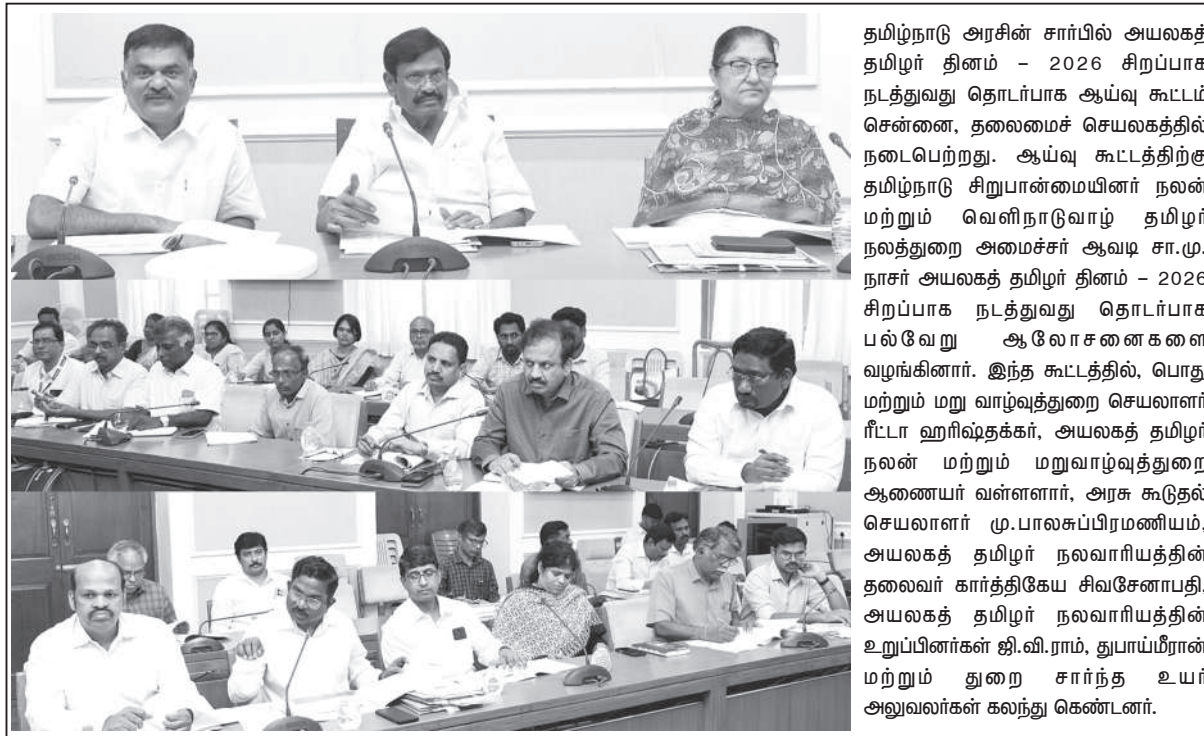 தமிழ்நாடு அரசின் சார்பில் அயலகத்
தமிழர் தினம் – 2026 சிறப்பாக
நடத்துவது தொடர்பாக ஆய்வு கூட்டம்
சென்னை, தலைமைச் செயலகத்தில்
நடைபெற்றது. ஆய்வு கூட்டத்திற்கு
தமிழ்நாடு சிறுபான்மையினர் நலன்
மற்றும் வெளிநாடுவாழ் தமிழர்
நலத்துறை அமைச்சர் ஆவடி சா.மு.
நாசர் அயலகத் தமிழர் தினம் – 2026
சிறப்பாக நடத்துவது தொடர்பாக
பல்வேறு ஆலோசனைகளை
வழங்கினார். இந்த கூட்டத்தில், பொது
மற்றும் மறு வாழ்வுத்துறை செயலாளர்
ரீட்டா ஹரிஷ்தக்கர், அயலகத் தமிழர்
நலன் மற்றும் மறுவாழ்வுத்துறை
ஆணையர் வள்ளளார், அரசு கூடுதல்
செயலாளர் மு.பாலசுப்பிரமணியம்,
அயலகத் தமிழர் நலவாரியத்தின்
தலைவர் கார்த்திகேய சிவசேனாபதி,
அயலகத் தமிழர் நலவாரியத்தின்
உறுப்பினர்கள் ஜி.வி.ராம், துபாய்மீரான்
மற்றும் துறை சார்ந்த உயர்
அலுவலர்கள் கலந்து கெண்டனர்.